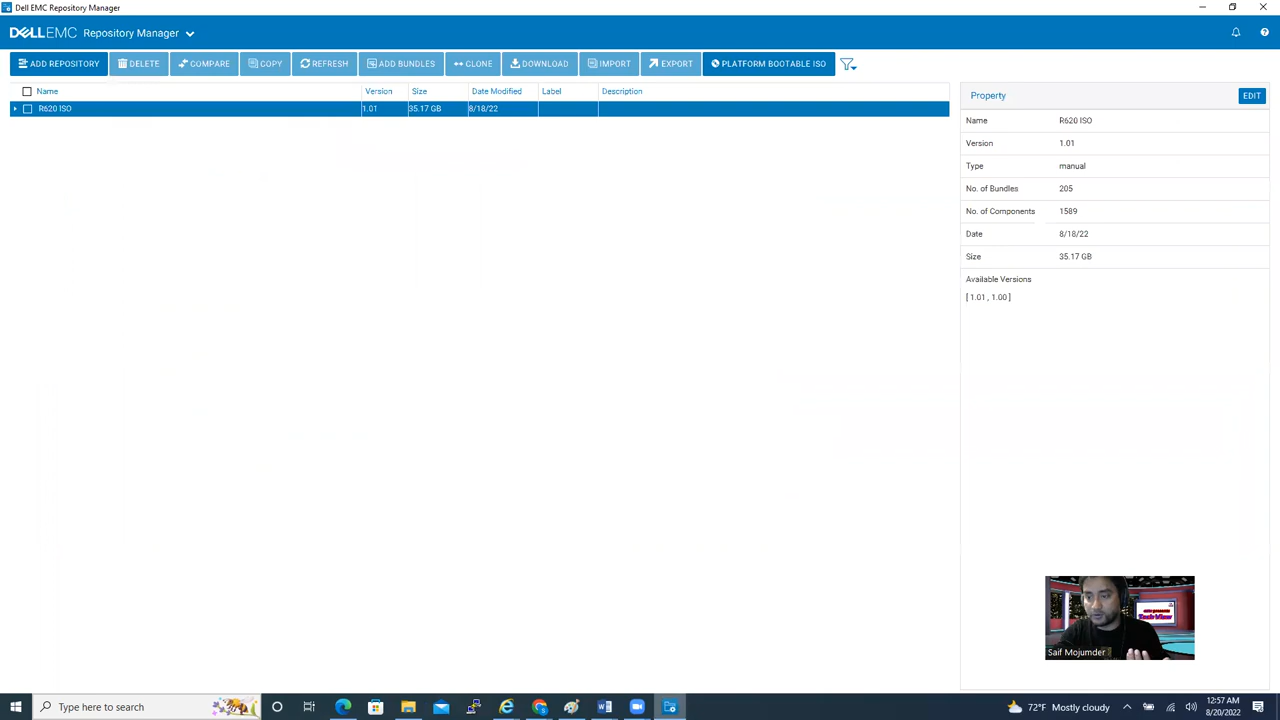 Dell EMC Repository Manager
DELLEMC Repository Manager
ADD REPOSITORY DELETE COMPARE COPY REFRESH ADD BUNDLES CLONE DOWNLOAD IMPORT EXPORT PLATFORM BOOTABLE ISO
Name Version Size Date Modified Label Description
R620 ISO 1.01 35.17 GB 8/18/22
Property EDIT
Name R620 ISO
Version 1.01
Type manual
No. of Bundles 205
No. of Components 1589
Date 8/18/22
Size 35.17 GB
Available Versions
[ 1.01 , 1.00 ]
Tech View
Saif Mojumder
Type here to search
72°F Mostly cloudy
12:57 AM
8/20/2022